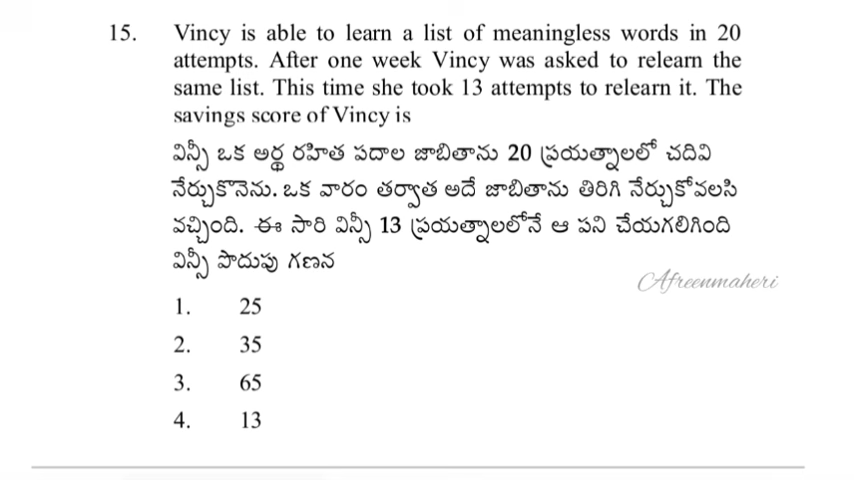 15. Vincy is able to learn a list of meaningless words in 20
attempts. After one week Vincy was asked to relearn the
same list. This time she took 13 attempts to relearn it. The
savings score of Vincy is
విన్సీ ఒక అర్థ రహిత పదాల జాబితాను 20 ప్రయత్నాలలో చదివి
నేర్చుకొనెను. ఒక వారం తర్వాత అదే జాబితాను తిరిగి నేర్చుకోవలసి
వచ్చింది. ఈ సారి విన్సీ 13 ప్రయత్నాలలోనే ఆ పని చేయగలిగింది
విన్సీ పొదుపు గణన
Afreenmaheri
1. 25
2. 35
3. 65
4. 13